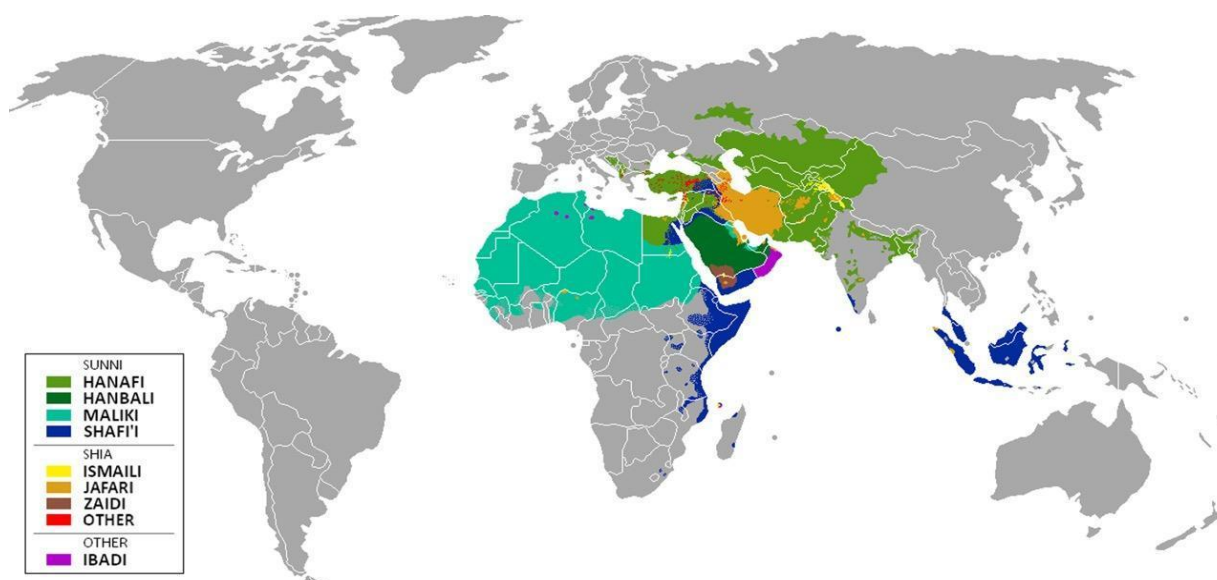 SUNNI
HANAFI
HANBALI
MALIKI
SHAFI'I
SHIA
ISMAILI
JAFARI
ZAIDI
OTHER
OTHER
IBADI